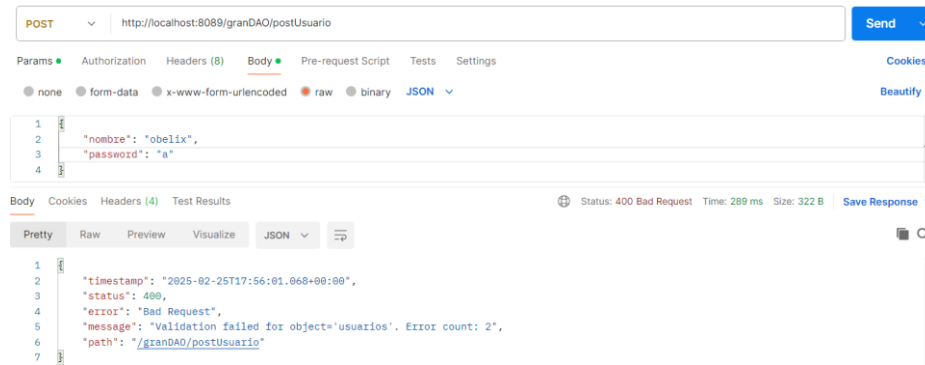 POST http://localhost:8089/granDAO/postUsuario Send
Params Authorization Headers (8) Body Pre-request Script Tests Settings Cookies
none form-data x-www-form-urlencoded raw binary JSON Beautify
1 {
2 "nombre": "obelix",
3 "password": "a"
4 }
Body Cookies Headers (4) Test Results Status: 400 Bad Request Time: 289 ms Size: 322 B Save Response
Pretty Raw Preview Visualize JSON
1 {
2 "timestamp": "2025-02-25T17:56:01.068+00:00",
3 "status": 400,
4 "error": "Bad Request",
5 "message": "Validation failed for object='usuarios'. Error count: 2",
6 "path": "/granDAO/postUsuario"
7 }